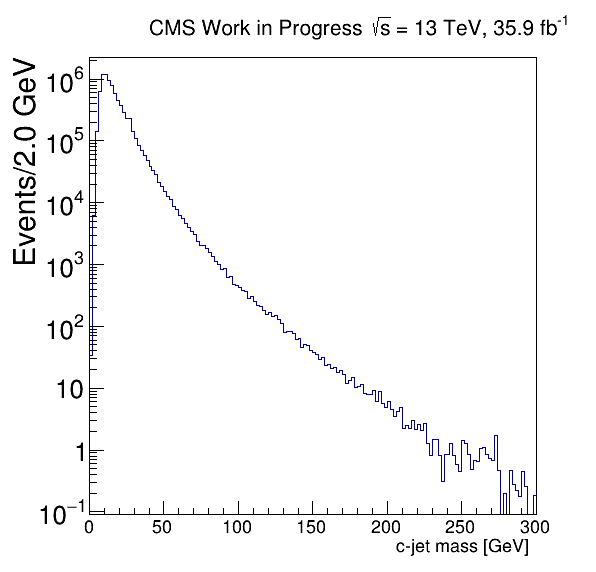 CMS Work in Progress √s = 13 TeV, 35.9 fb⁻¹
Events/2.0 GeV
10⁶
10⁵
10⁴
10³
10²
10
1
10⁻¹
0 50 100 150 200 250 300
c-jet mass [GeV]